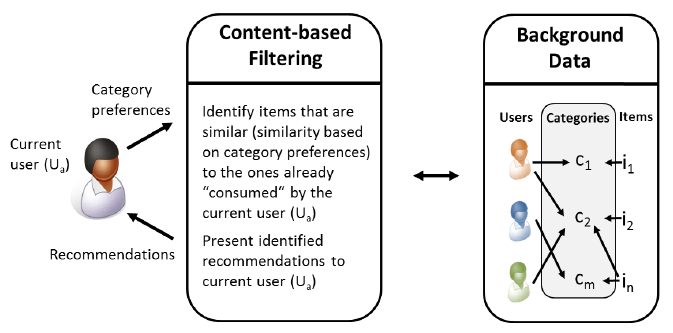 Content-based
Filtering
Background
Data
Category
preferences
Current
user (Uₐ)
Recommendations
Identify items that are
similar (similarity based
on category preferences)
to the ones already
“consumed“ by the
current user (Uₐ)
Present identified
recommendations to
current user (Uₐ)
Users Categories Items
c₁ i₁
c₂ i₂
cₘ iₙ